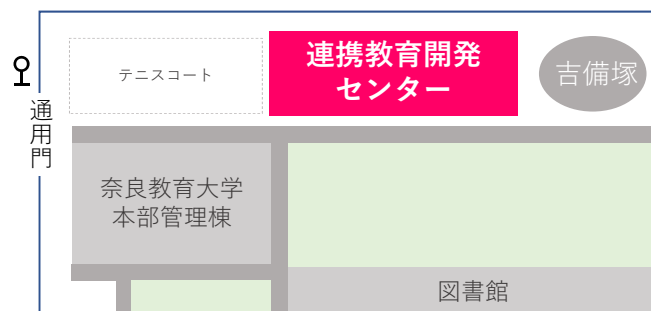 テニスコート
連携教育開発
センター
吉備塚
通用門
奈良教育大学
本部管理棟
図書館